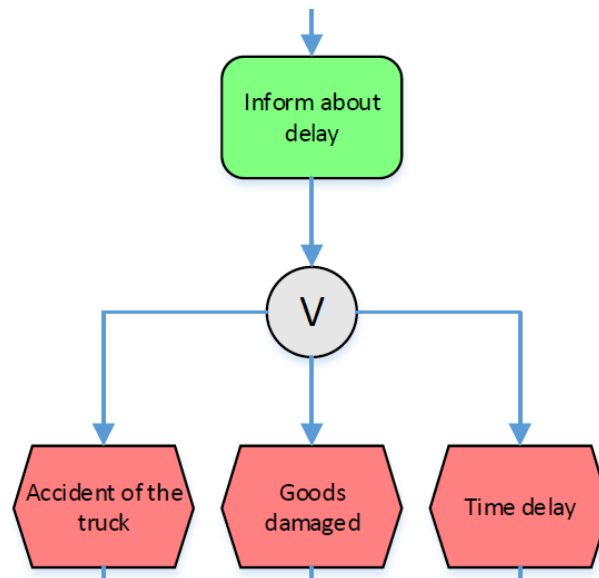 Inform about
delay
V
Accident of the
truck
Goods
damaged
Time delay